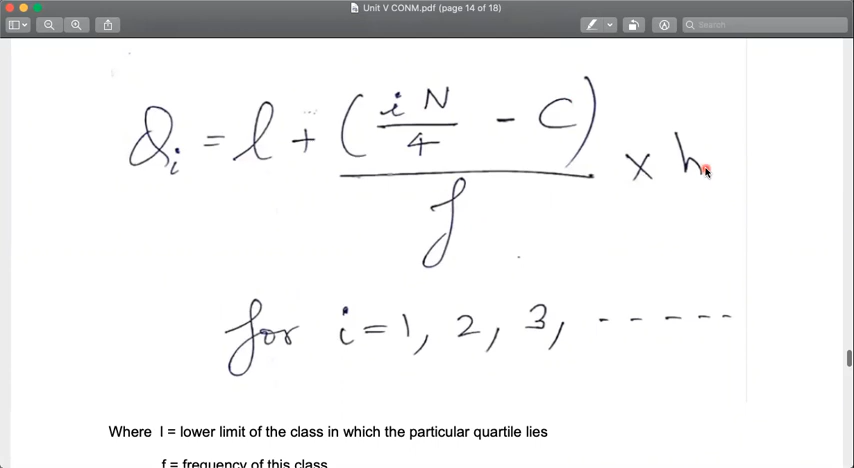 Unit V CONM.pdf (page 14 of 18)
Search
Qᵢ = l + (iN/4 - C)/f × h
for i = 1, 2, 3, - - - - -
Where l = lower limit of the class in which the particular quartile lies
f = frequency of this class